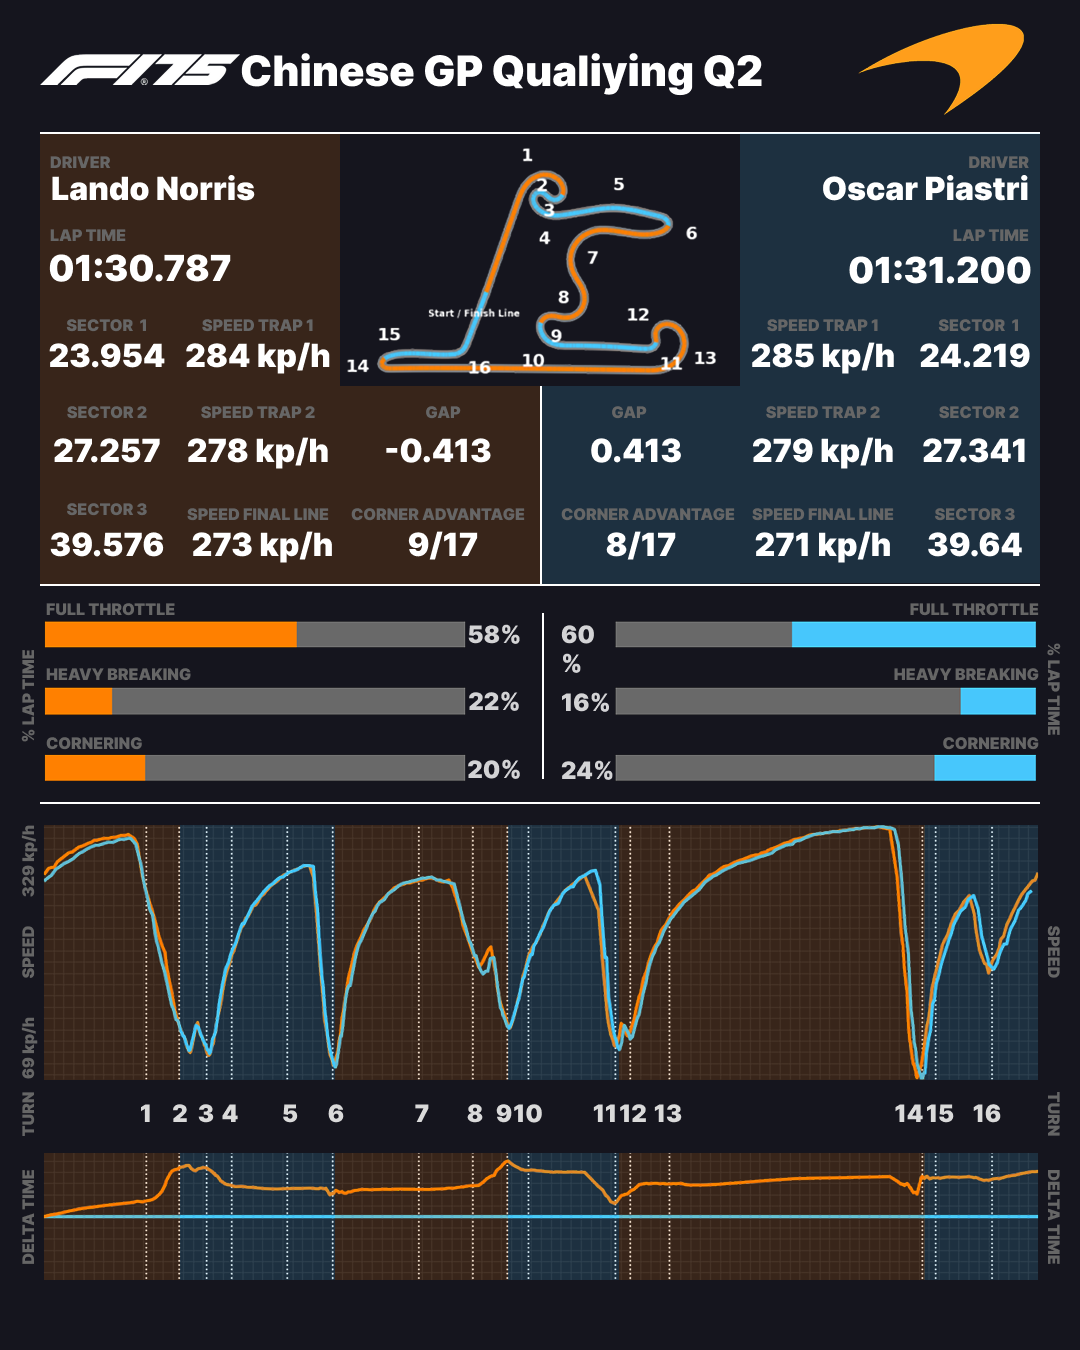 F1®75 Chinese GP Qualiying Q2
DRIVER
Lando Norris
LAP TIME
01:30.787
SECTOR 1
23.954
SPEED TRAP 1
284 kp/h
SECTOR 2
27.257
SPEED TRAP 2
278 kp/h
GAP
-0.413
SECTOR 3
39.576
SPEED FINAL LINE
273 kp/h
CORNER ADVANTAGE
9/17
1
2
3
4
5
6
7
8
9
10
11
12
13
14
15
16
Start / Finish Line
DRIVER
Oscar Piastri
LAP TIME
01:31.200
SPEED TRAP 1
285 kp/h
SECTOR 1
24.219
GAP
0.413
SPEED TRAP 2
279 kp/h
SECTOR 2
27.341
CORNER ADVANTAGE
8/17
SPEED FINAL LINE
271 kp/h
SECTOR 3
39.64
% LAP TIME
FULL THROTTLE
58%
HEAVY BREAKING
22%
CORNERING
20%
FULL THROTTLE
60
%
HEAVY BREAKING
16%
CORNERING
24%
% LAP TIME
329 kp/h
SPEED
69 kp/h
SPEED
TURN
1 2 3 4 5 6 7 8 9 10 11 12 13 14 15 16
TURN
DELTA TIME
DELTA TIME